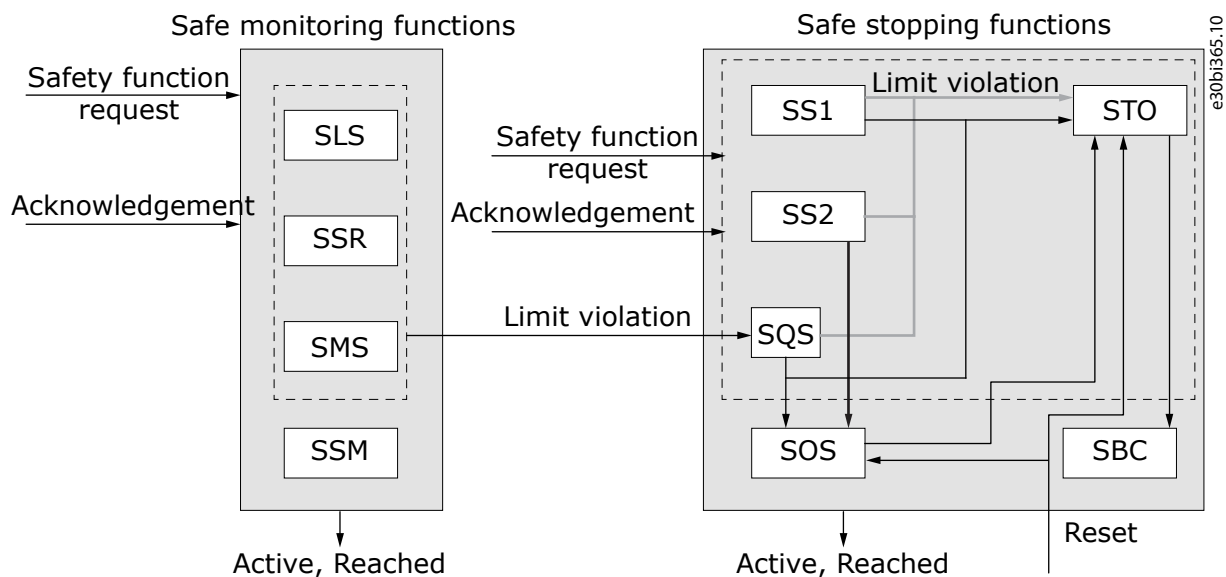 Safe monitoring functions
Safety function
request
Acknowledgement
SLS
SSR
SMS
SSM
Active, Reached
Safe stopping functions
Safety function
request
Acknowledgement
Limit violation
Limit violation
SS1
STO
SS2
SQS
SOS
SBC
Active, Reached
Reset
e30bi365.10